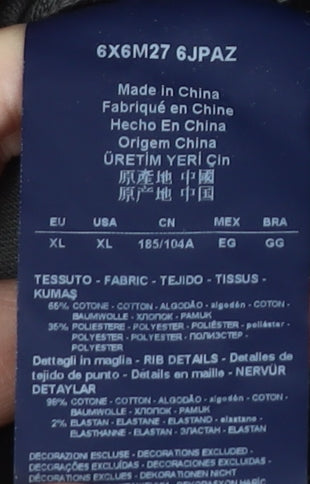 6X6M27 6JPAZ
Made in China
Fabriqué en Chine
Hecho En China
Origem China
ÜRETİM YERİ Çin
原產地 中國
原产地 中国
EU USA CN MEX BRA
XL XL 185/104A EG GG
TESSUTO - FABRIC - TEJIDO - TISSUS -
KUMAŞ
65% COTONE - COTTON - ALGODÃO - algodón - COTON -
BAUMWOLLE - ХЛОПОК - PAMUK
35% POLIESTERE - POLYESTER - POLIÉSTER - poliéster -
POLYESTER - POLYESTER - ПОЛИЭСТЕР -
POLYESTER
Dettagli in maglia - RIB DETAILS - Detalles de
tejido de punto - Détails en maille - NERVÜR
DETAYLAR
98% COTONE - COTTON - ALGODÃO - algodón - COTON -
BAUMWOLLE - ХЛОПОК - PAMUK
2% ELASTAN - ELASTANE - ELASTANO - elastano -
ELASTHANNE - ELASTAN - ЭЛАСТАН - ELASTAN
DECORAZIONI ESCLUSE - DECORATIONS EXCLUDED -
DECORAÇÕES EXCLUÍDAS - DECORACIONES EXCLUIDAS -
DÉCORATIONS EXCLUES - DEKORATIONEN NICHT